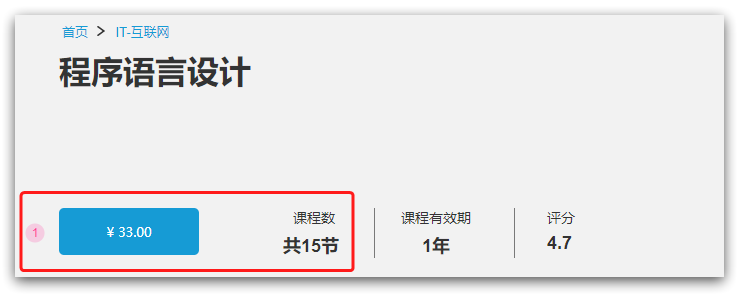 首页 > IT-互联网
程序语言设计
1 ¥ 33.00
课程数 课程有效期 评分
共15节 1年 4.7